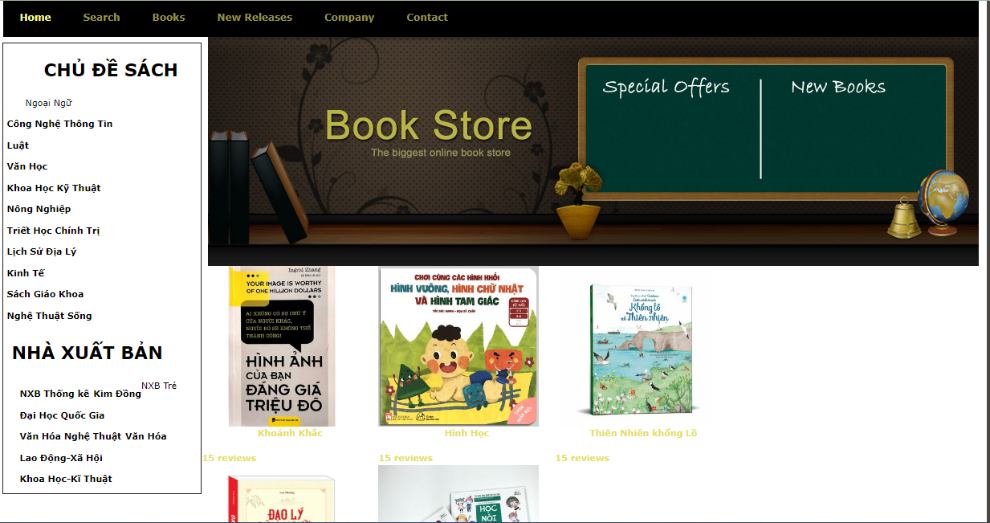 Home Search Books New Releases Company Contact
CHỦ ĐỀ SÁCH
Ngoại Ngữ
Công Nghệ Thông Tin
Luật
Văn Học
Khoa Học Kỹ Thuật
Nông Nghiệp
Triết Học Chính Trị
Lịch Sử Địa Lý
Kinh Tế
Sách Giáo Khoa
Nghệ Thuật Sống
NHÀ XUẤT BẢN
NXB Trẻ
NXB Thống kê Kim Đồng
Đại Học Quốc Gia
Văn Hóa Nghệ Thuật Văn Hóa
Lao Động-Xã Hội
Khoa Học-Kĩ Thuật
Book Store
The biggest online book store
Special Offers
New Books
YOUR IMAGE IS WORTHY
OF ONE MILLION DOLLARS
HÌNH ẢNH
CỦA BẠN
ĐÁNG GIÁ
TRIỆU ĐÔ
Khoảnh Khắc
15 reviews
CHƠI CÙNG CÁC HÌNH KHỐI
HÌNH VUÔNG, HÌNH CHỮ NHẬT
VÀ HÌNH TAM GIÁC
Hình Học
15 reviews
Khổng lồ
Thiên nhiên
Thiên Nhiên khổng Lồ
15 reviews
ĐẠO LÝ
HỌC
NÓI